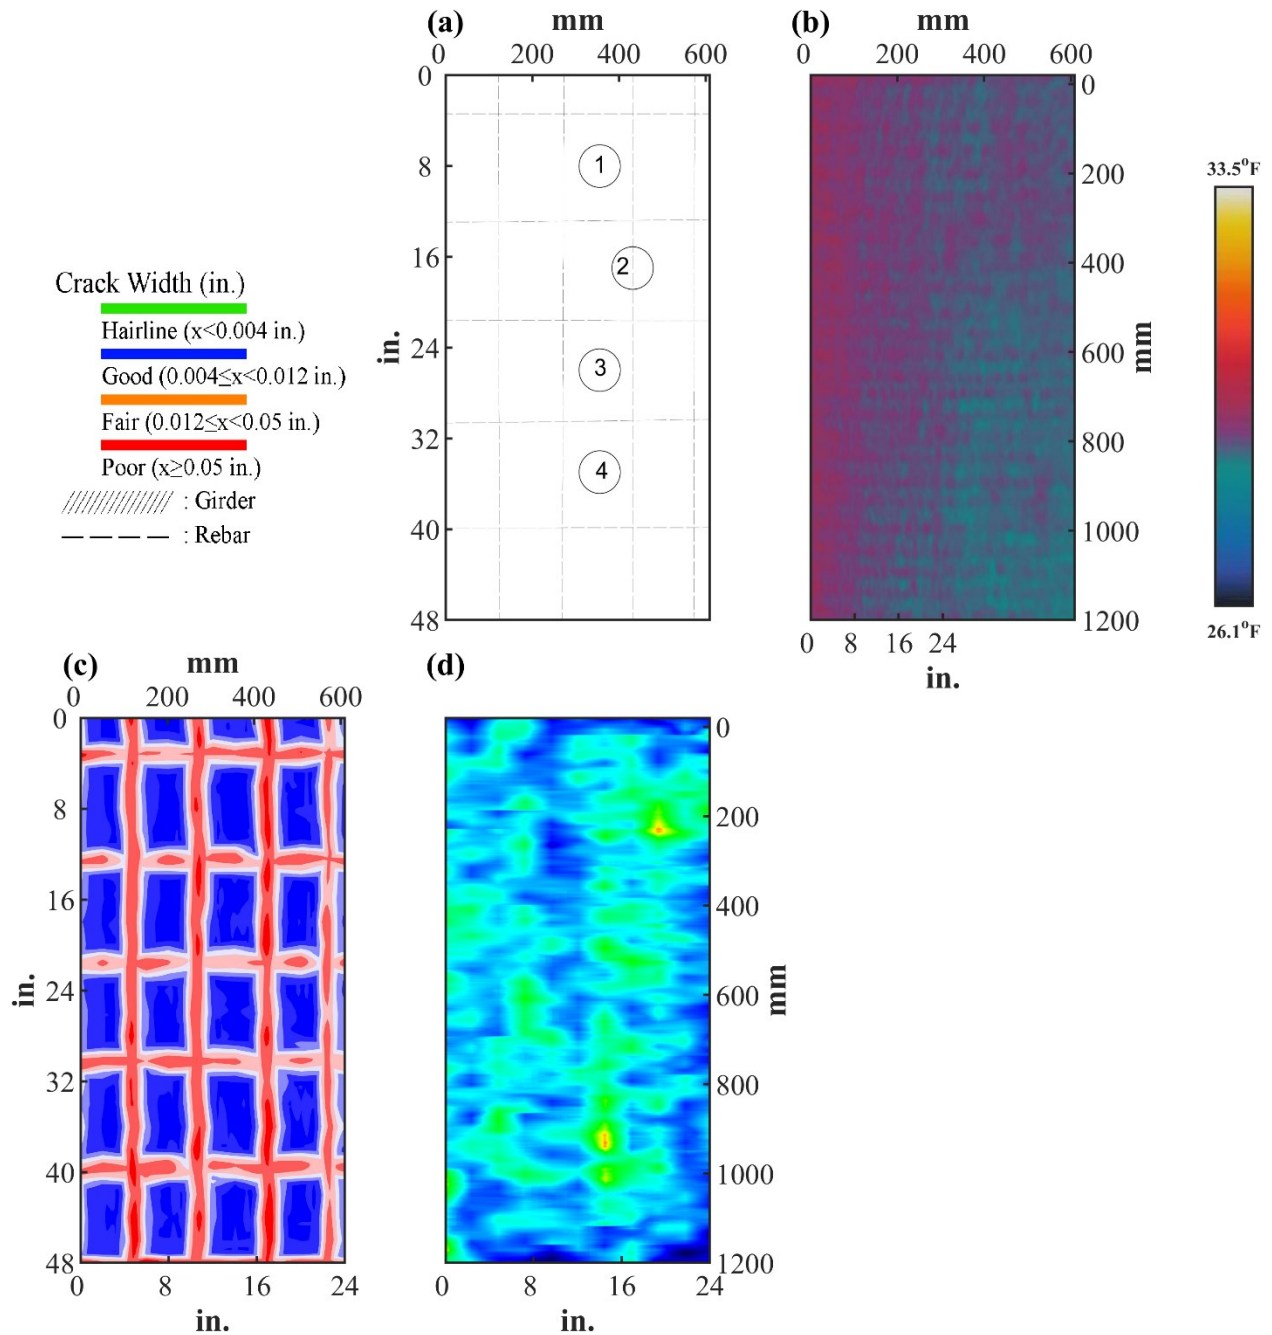 (a) mm
0 200 400 600
0
8
16
24
32
40
48
in.
1
2
3
4
(b) mm
0 200 400 600
0
200
400
600
800
1000
1200
mm
0 8 16 24
in.
33.5°F
26.1°F
Crack Width (in.)
Hairline (x<0.004 in.)
Good (0.004≤x<0.012 in.)
Fair (0.012≤x<0.05 in.)
Poor (x≥0.05 in.)
: Girder
: Rebar
(c) mm
0 200 400 600
0
8
16
24
32
40
48
in.
0 8 16 24
in.
(d)
0
200
400
600
800
1000
1200
mm
0 8 16 24
in.